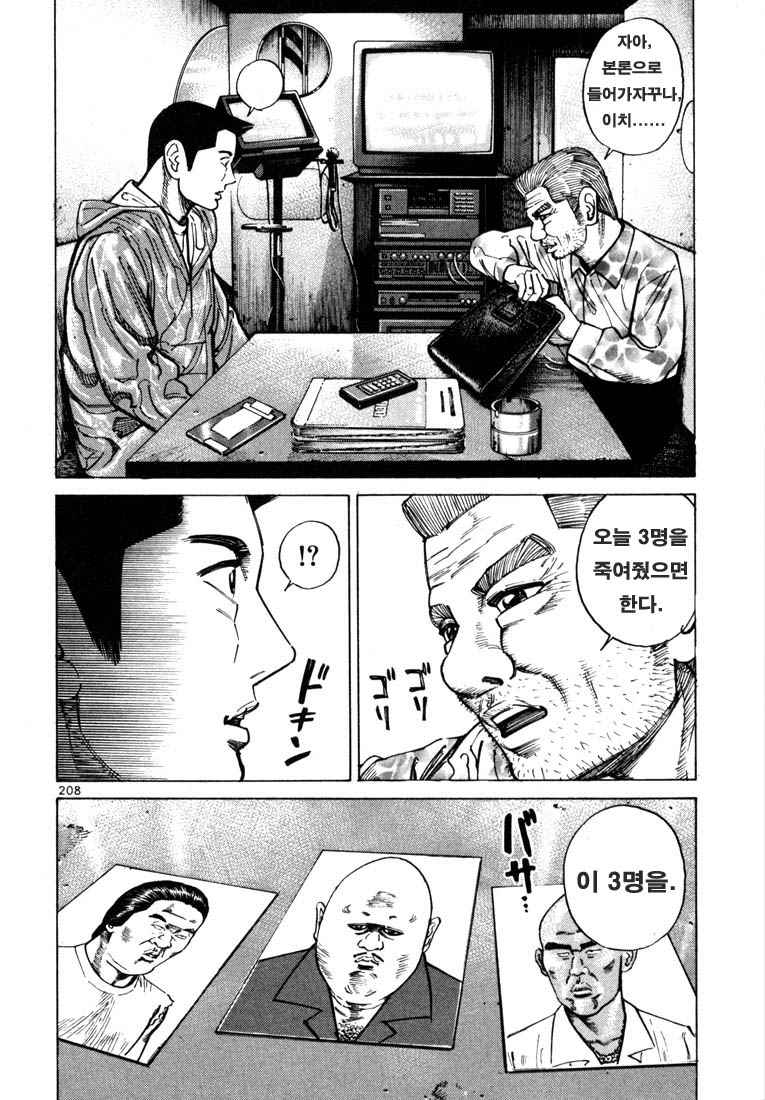 자아,
본론으로
들어가자꾸나,
이치……
오늘 3명을
죽여줬으면
한다.
ゴリ
ゴリ
!?
ドキン
208
バサ…
이 3명을.